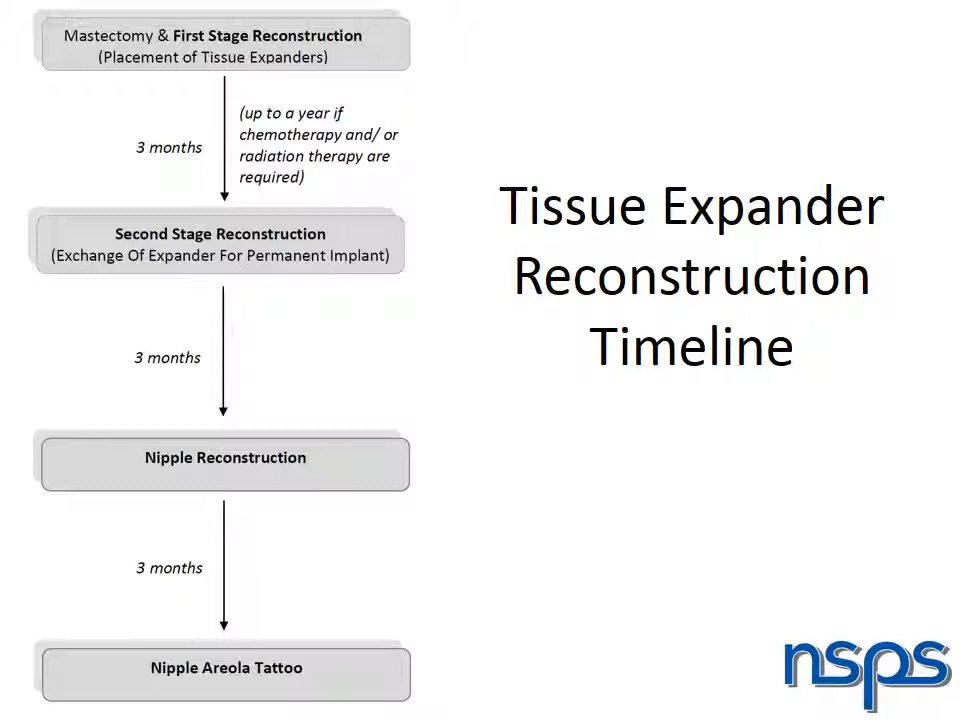 Mastectomy & First Stage Reconstruction
(Placement of Tissue Expanders)
3 months
(up to a year if
chemotherapy and/ or
radiation therapy are
required)
Second Stage Reconstruction
(Exchange Of Expander For Permanent Implant)
3 months
Nipple Reconstruction
3 months
Nipple Areola Tattoo
Tissue Expander
Reconstruction
Timeline
nsps